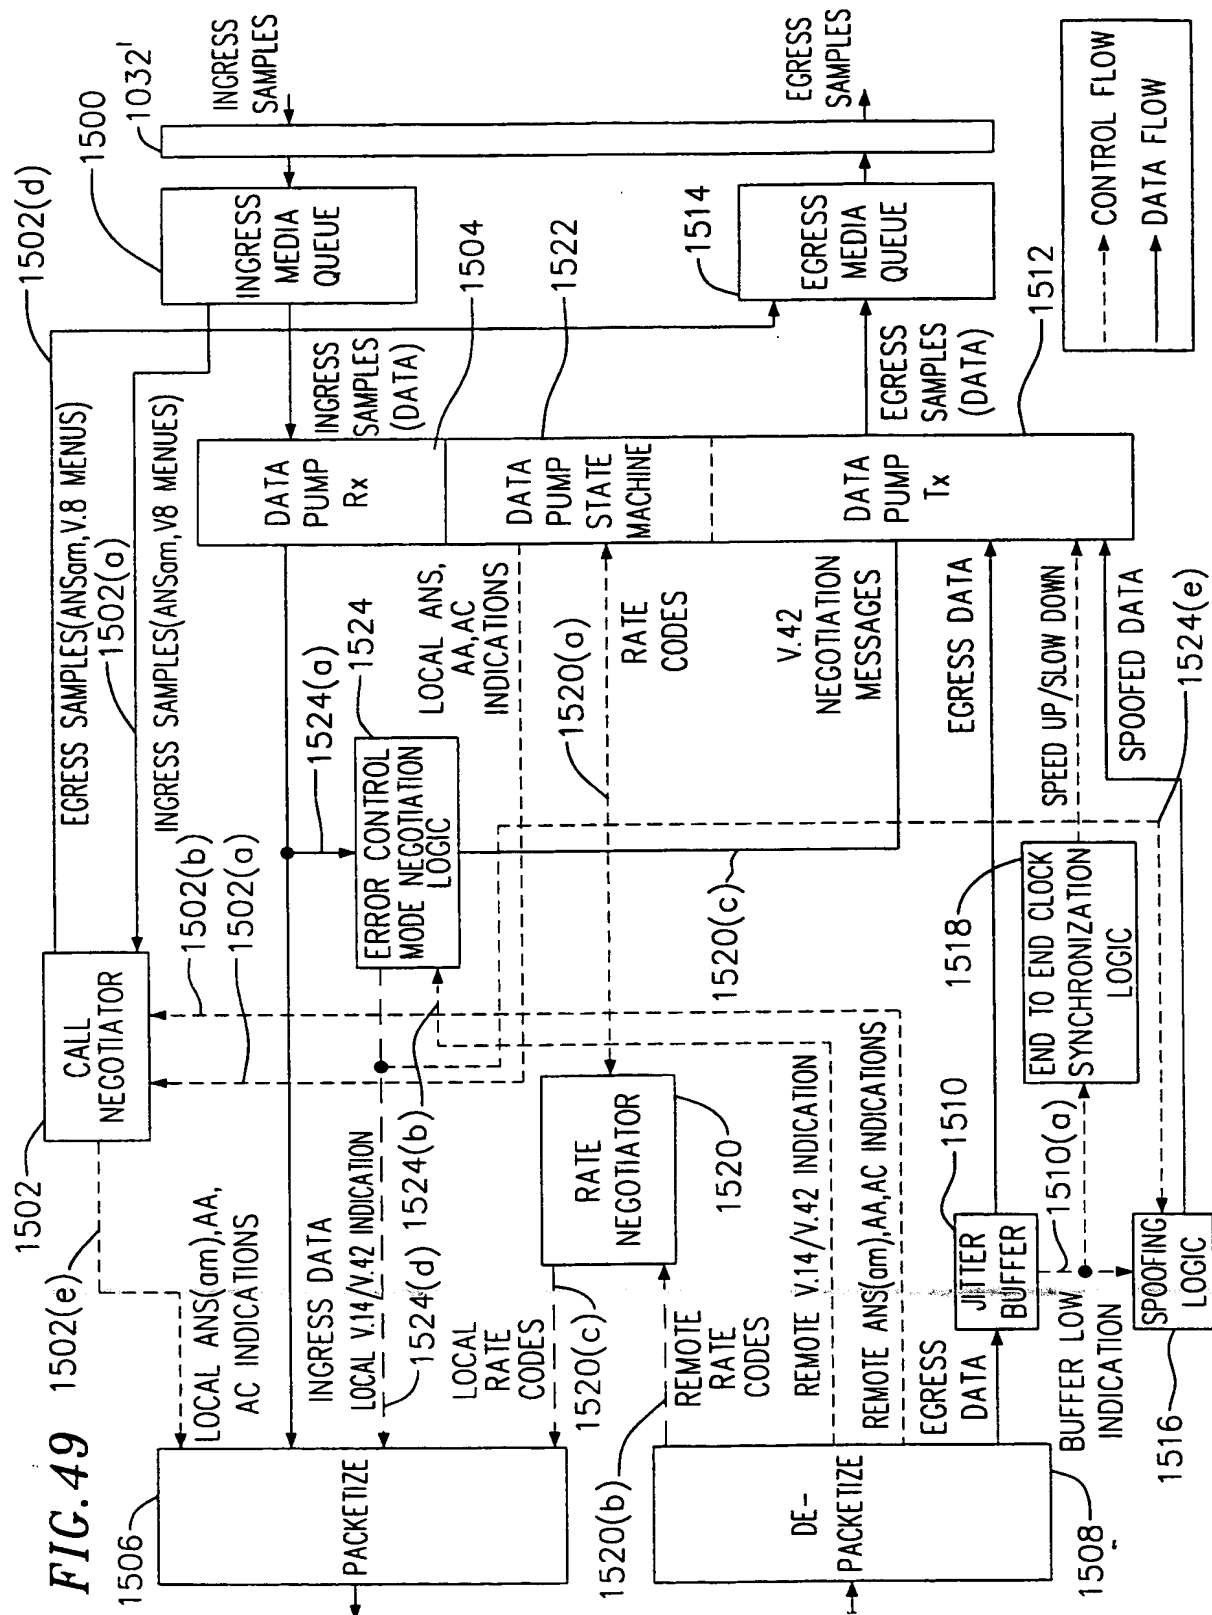 FIG. 49
1506
PACKETIZE
1502(e)
LOCAL ANS(am),AA,
AC INDICATIONS
INGRESS DATA
LOCAL V.14/V.42 INDICATION
1524(d)
1524(b)
LOCAL
RATE
CODES
1520(c)
1520(b)
REMOTE
RATE
CODES
DE-
PACKETIZE
1508
REMOTE V.14/V.42 INDICATION
REMOTE ANS(am),AA,AC INDICATIONS
EGRESS
DATA
BUFFER LOW
INDICATION
1516
SPOOFING
LOGIC
JITTER
BUFFER
1510
1510(a)
1502
CALL
NEGOTIATOR
1502(b)
1502(a)
RATE
NEGOTIATOR
1520
1520(c)
ERROR CONTROL
MODE NEGOTIATION
LOGIC
1524
1524(a)
1518
END TO END CLOCK
SYNCHRONIZATION
LOGIC
EGRESS SAMPLES(ANSam,V.8 MENUS)
1502(a)
INGRESS SAMPLES(ANSam,V8 MENUES)
LOCAL ANS,
AA,AC
INDICATIONS
1520(a)
RATE
CODES
V.42
NEGOTIATION
MESSAGES
EGRESS DATA
SPEED UP/SLOW DOWN
SPOOFED DATA
1524(e)
DATA
PUMP
Rx
DATA
PUMP
STATE
MACHINE
DATA
PUMP
Tx
1502(d)
INGRESS
SAMPLES
(DATA)
1504
1522
EGRESS
SAMPLES
(DATA)
1512
INGRESS
MEDIA
QUEUE
1500
1514
EGRESS
MEDIA
QUEUE
1032'
INGRESS
SAMPLES
EGRESS
SAMPLES
CONTROL FLOW
DATA FLOW